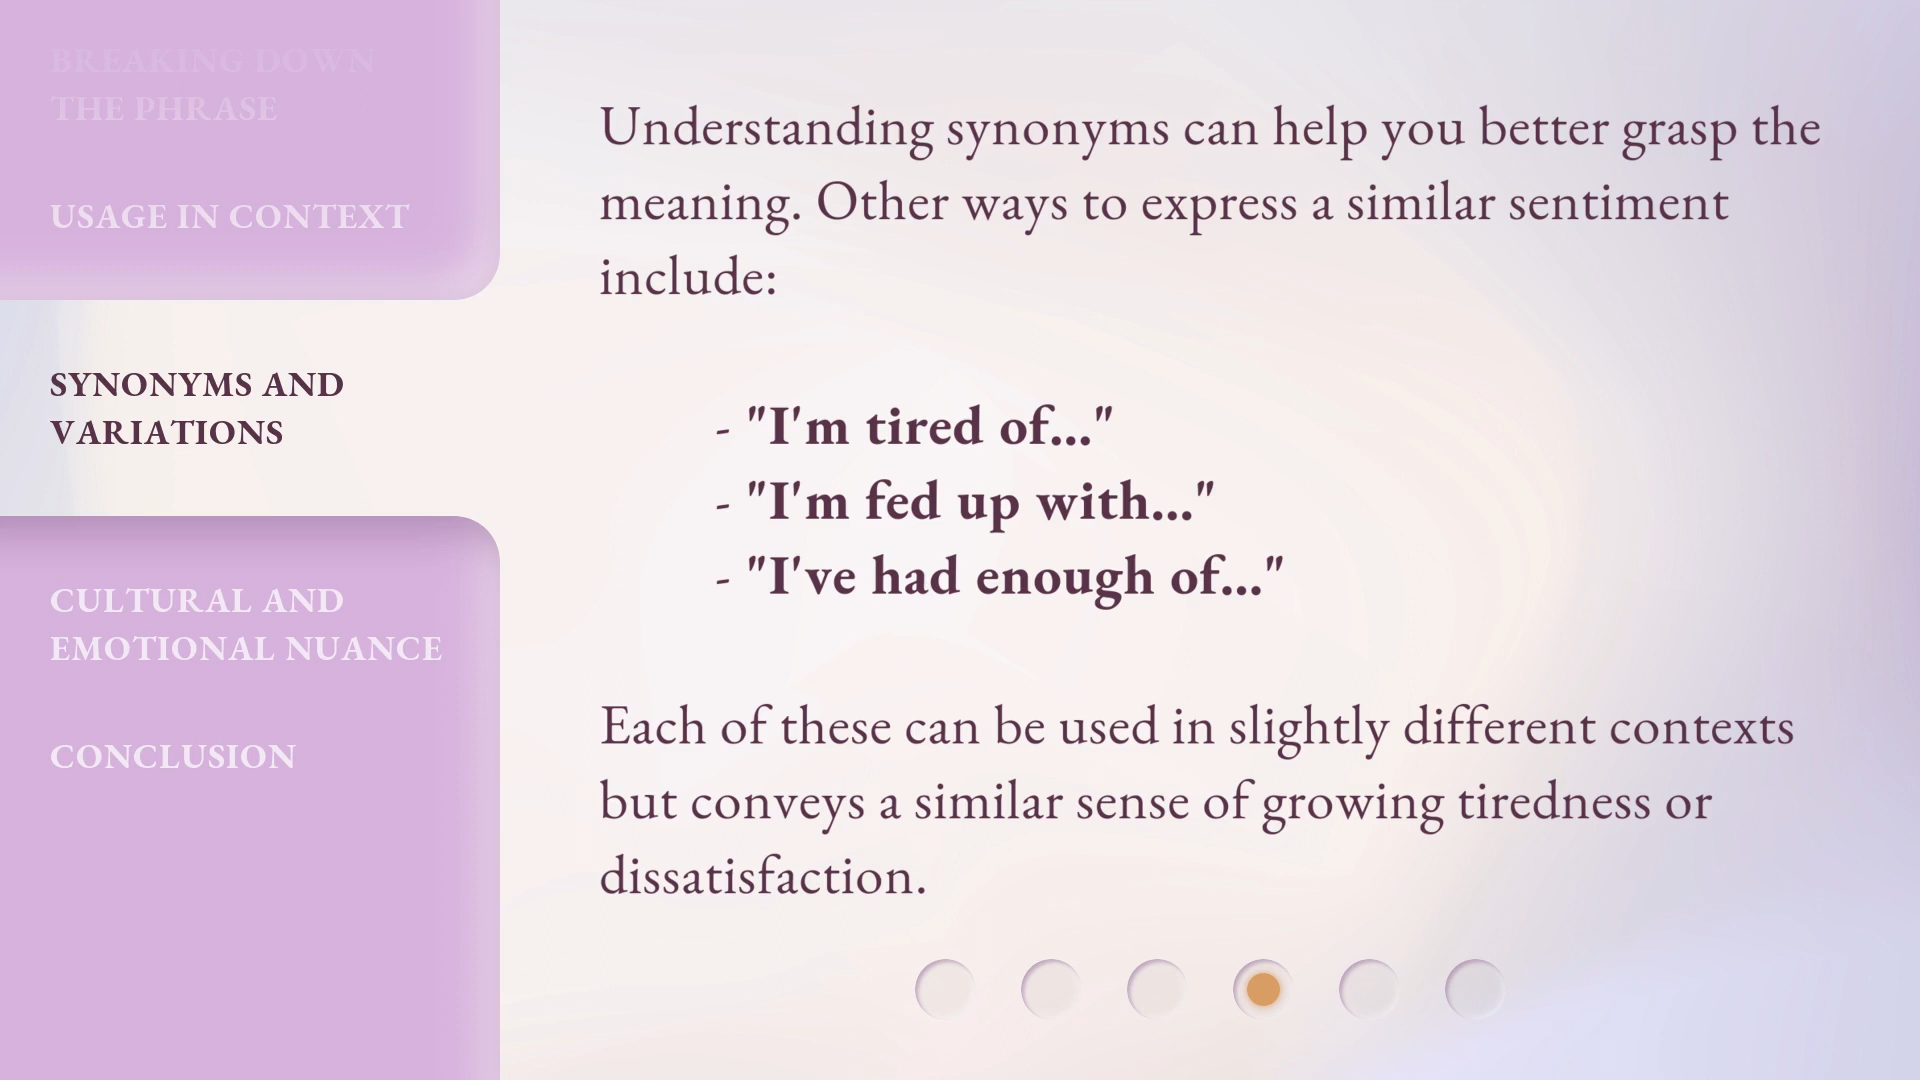 BREAKING DOWN
THE PHRASE
USAGE IN CONTEXT
SYNONYMS AND
VARIATIONS
CULTURAL AND
EMOTIONAL NUANCE
CONCLUSION
Understanding synonyms can help you better grasp the
meaning. Other ways to express a similar sentiment
include:
- "I'm tired of..."
- "I'm fed up with..."
- "I've had enough of..."
Each of these can be used in slightly different contexts
but conveys a similar sense of growing tiredness or
dissatisfaction.